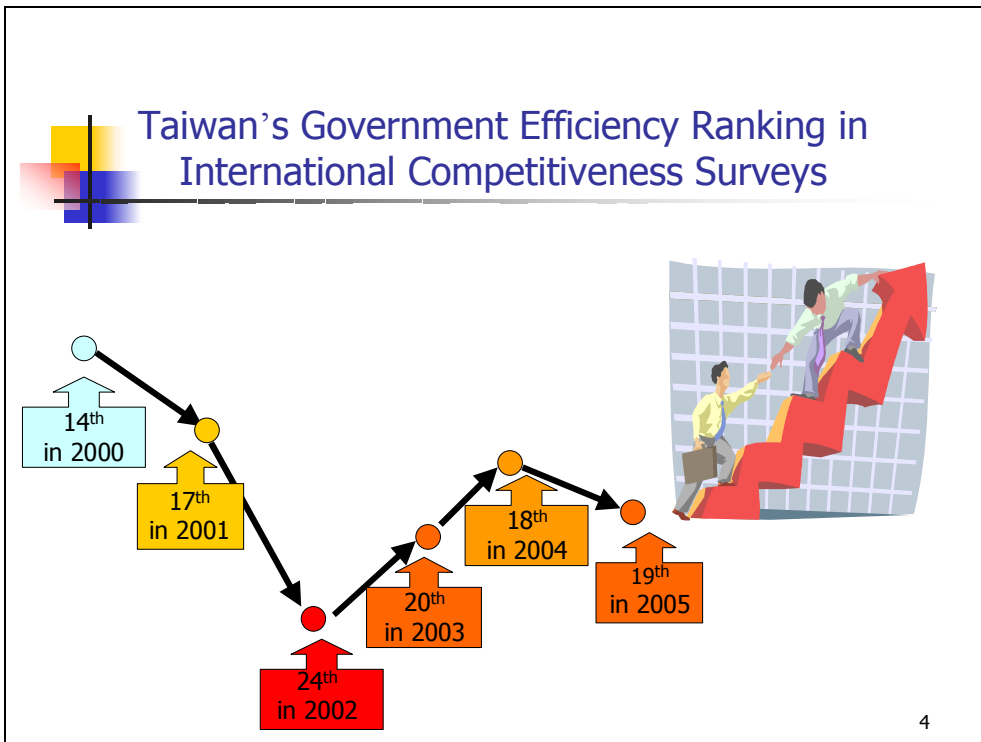 Taiwan’s Government Efficiency Ranking in
International Competitiveness Surveys
14th
in 2000
17th
in 2001
24th
in 2002
20th
in 2003
18th
in 2004
19th
in 2005
4